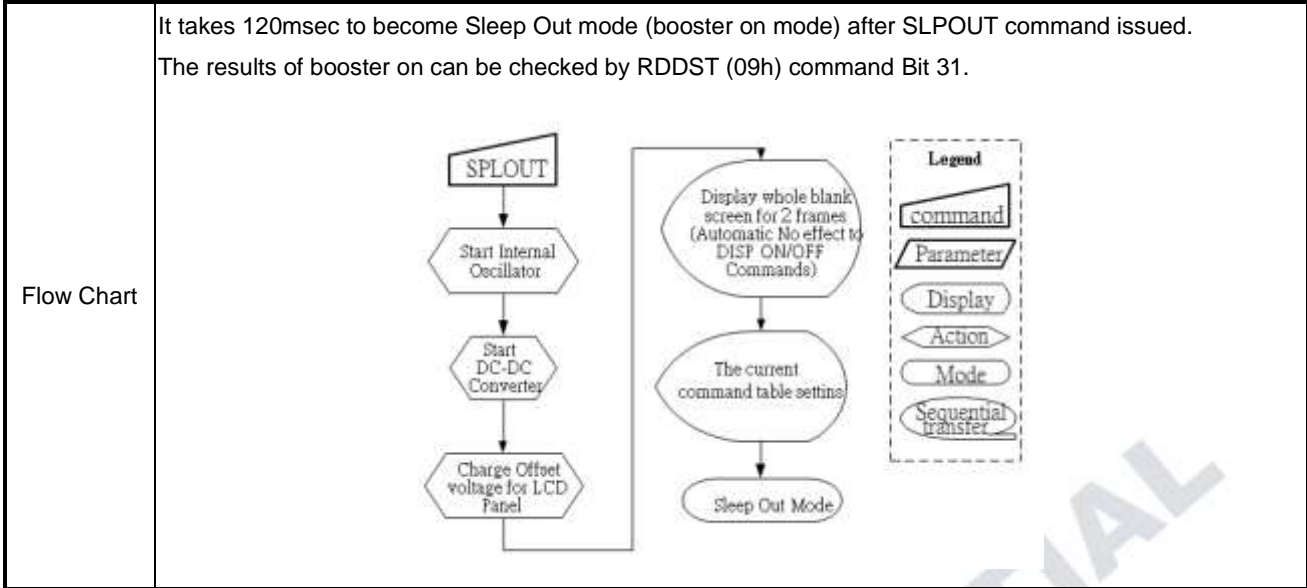 It takes 120msec to become Sleep Out mode (booster on mode) after SLPOUT command issued.
The results of booster on can be checked by RDDST (09h) command Bit 31.
Flow Chart
SPLOUT
Start Internal
Oscillator
Start
DC-DC
Converter
Charge Offset
voltage for LCD
Panel
Display whole blank
screen for 2 frames
(Automatic No effect to
DISP ON/OFF
Commands)
The current
command table settins
Sleep Out Mode
Legend
command
Parameter
Display
Action
Mode
Sequential
transfer
IAL